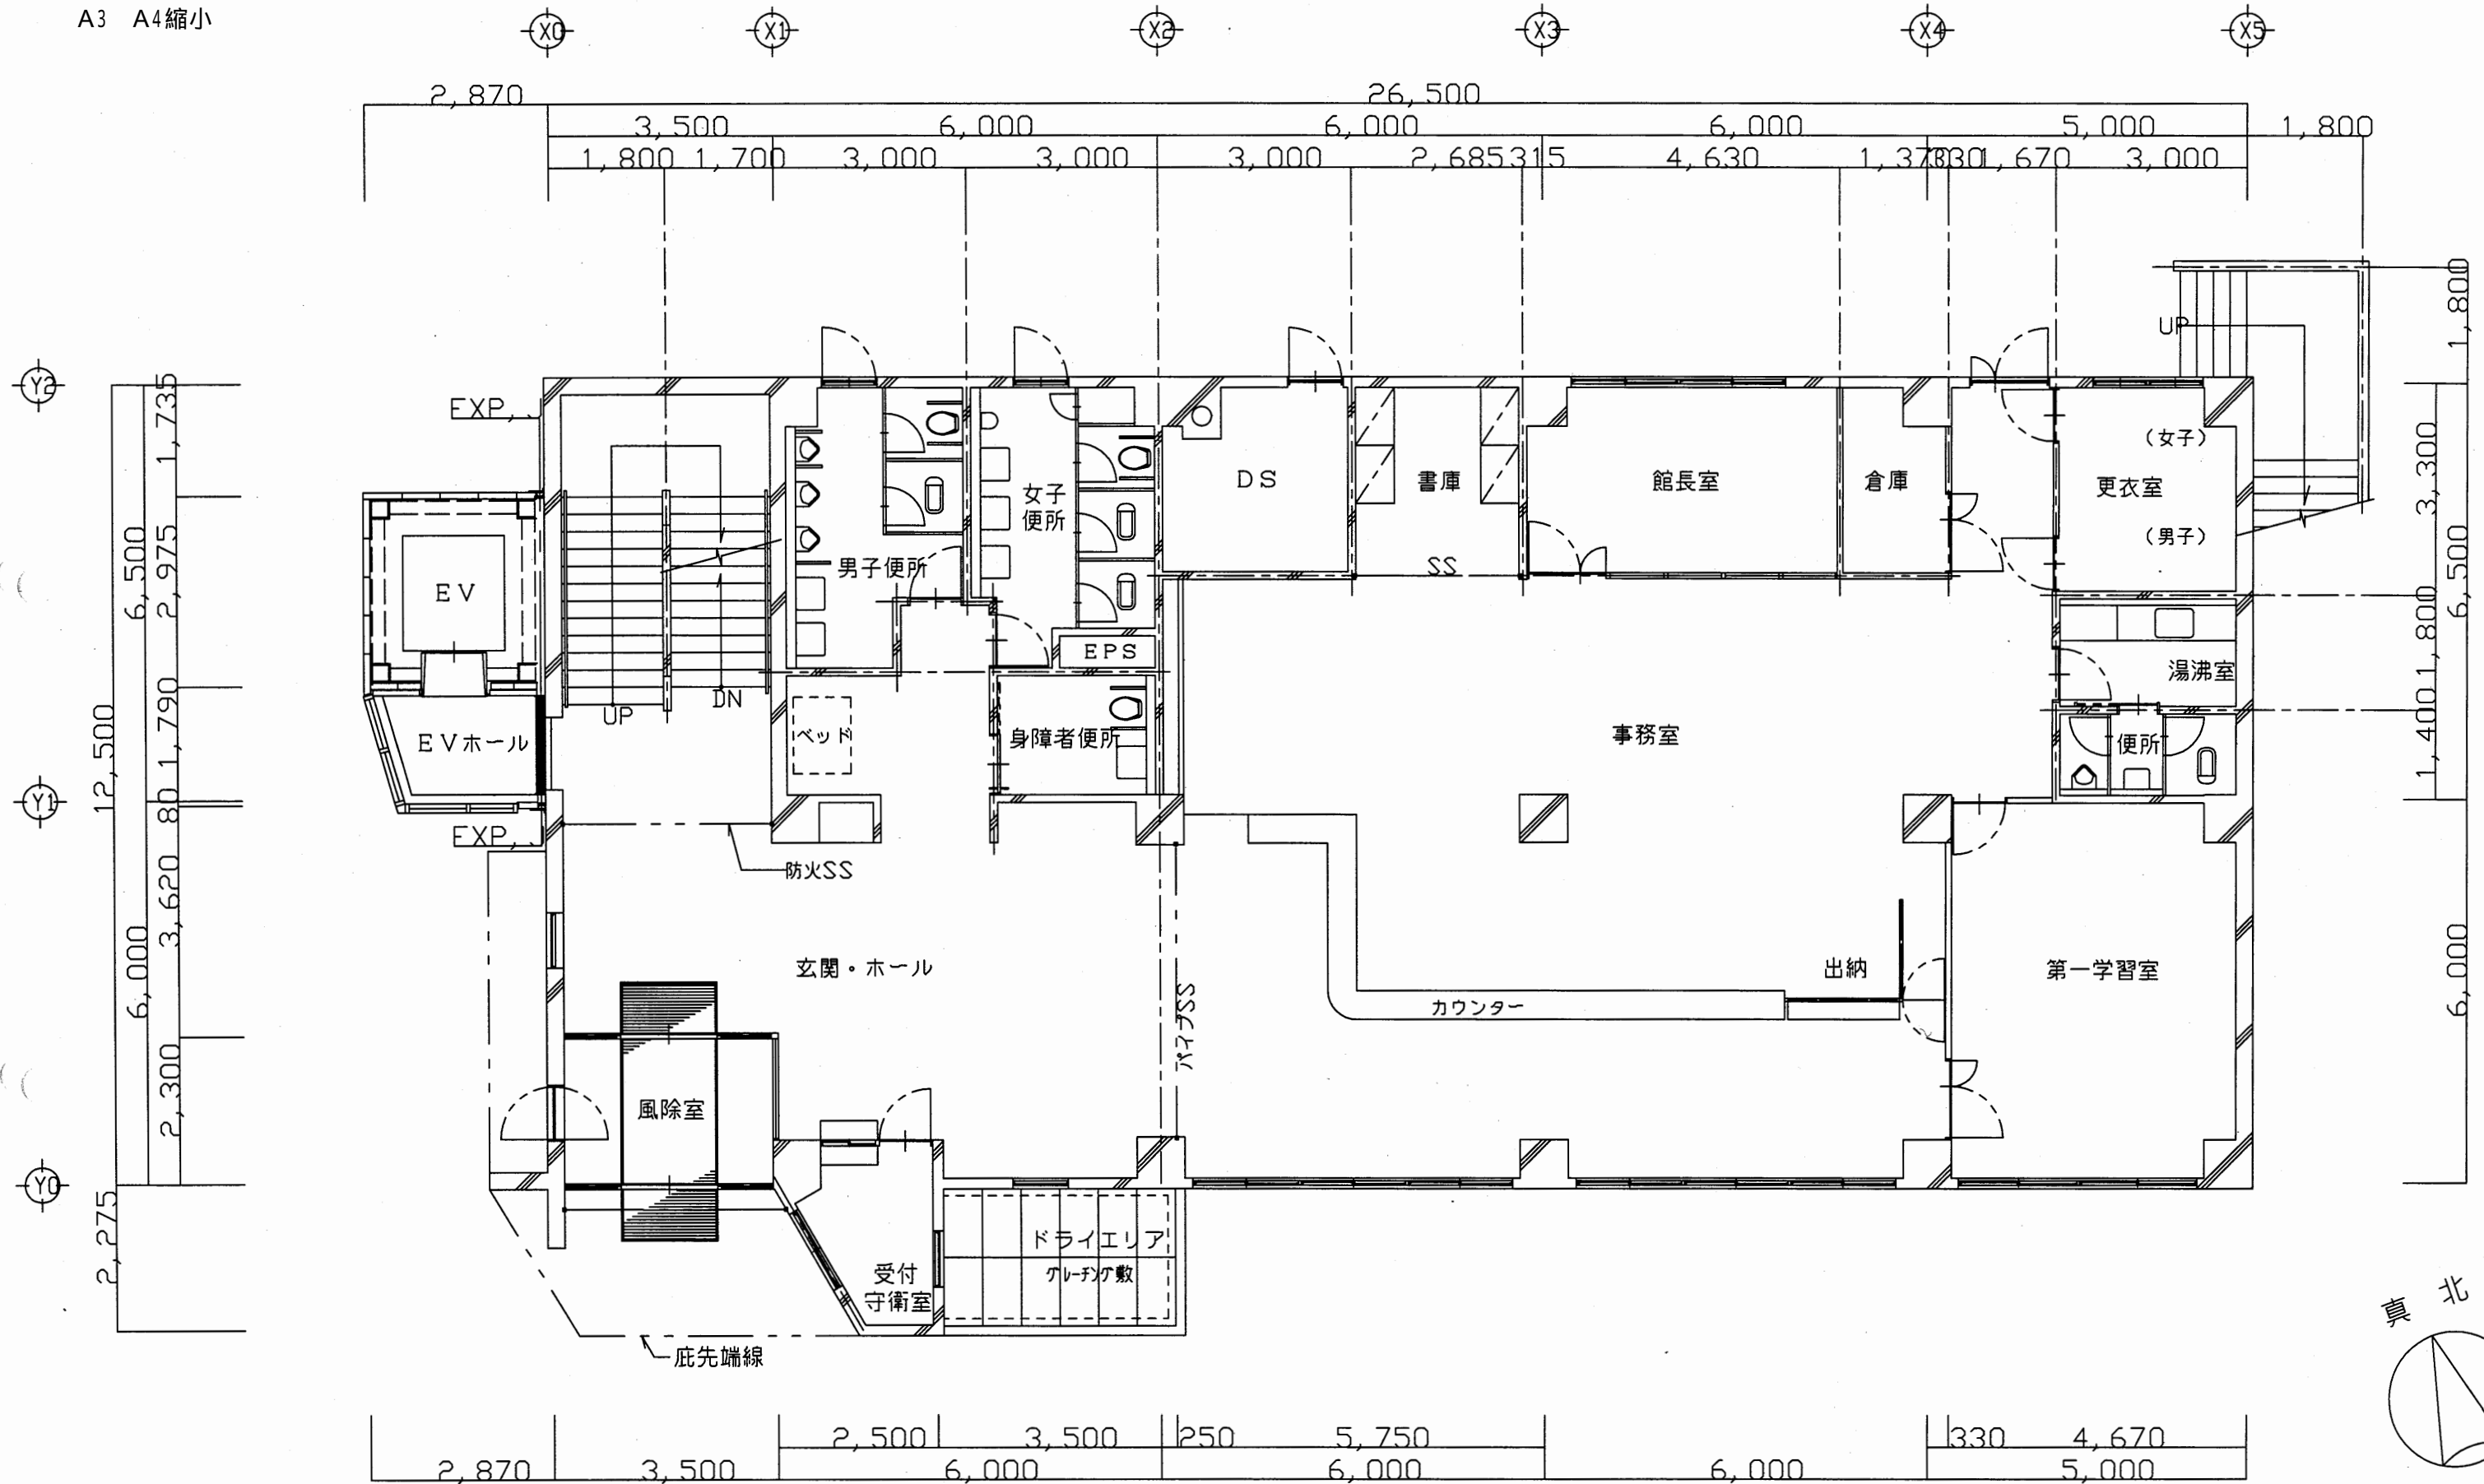 A3 A4縮小
X0 X1 X2 X3 X4 X5
2,870 26,500
3,500 6,000 6,000 6,000 5,000 1,800
1,800 1,700 3,000 3,000 3,000 2,685 315 4,630 1,370 330 1,670 3,000
Y2
Y1
Y0
1,735
2,975
1,790
80
3,620
2,300
6,500
6,000
12,500
2,275
1,800
3,300
1,800
1,400
6,500
6,000
EXP,
EXP,
UP
EV
EVホール
UP
DN
男子便所
女子
便所
EPS
DS
書庫
SS
館長室
倉庫
(女子)
更衣室
(男子)
湯沸室
便所
ベッド
身障者便所
事務室
防火SS
玄関・ホール
パイプSS
カウンター
出納
第一学習室
風除室
受付
守衛室
ドライエリア
グレーチング敷
庇先端線
真北
2,500 3,500 250 5,750 330 4,670
2,870 3,500 6,000 6,000 6,000 5,000